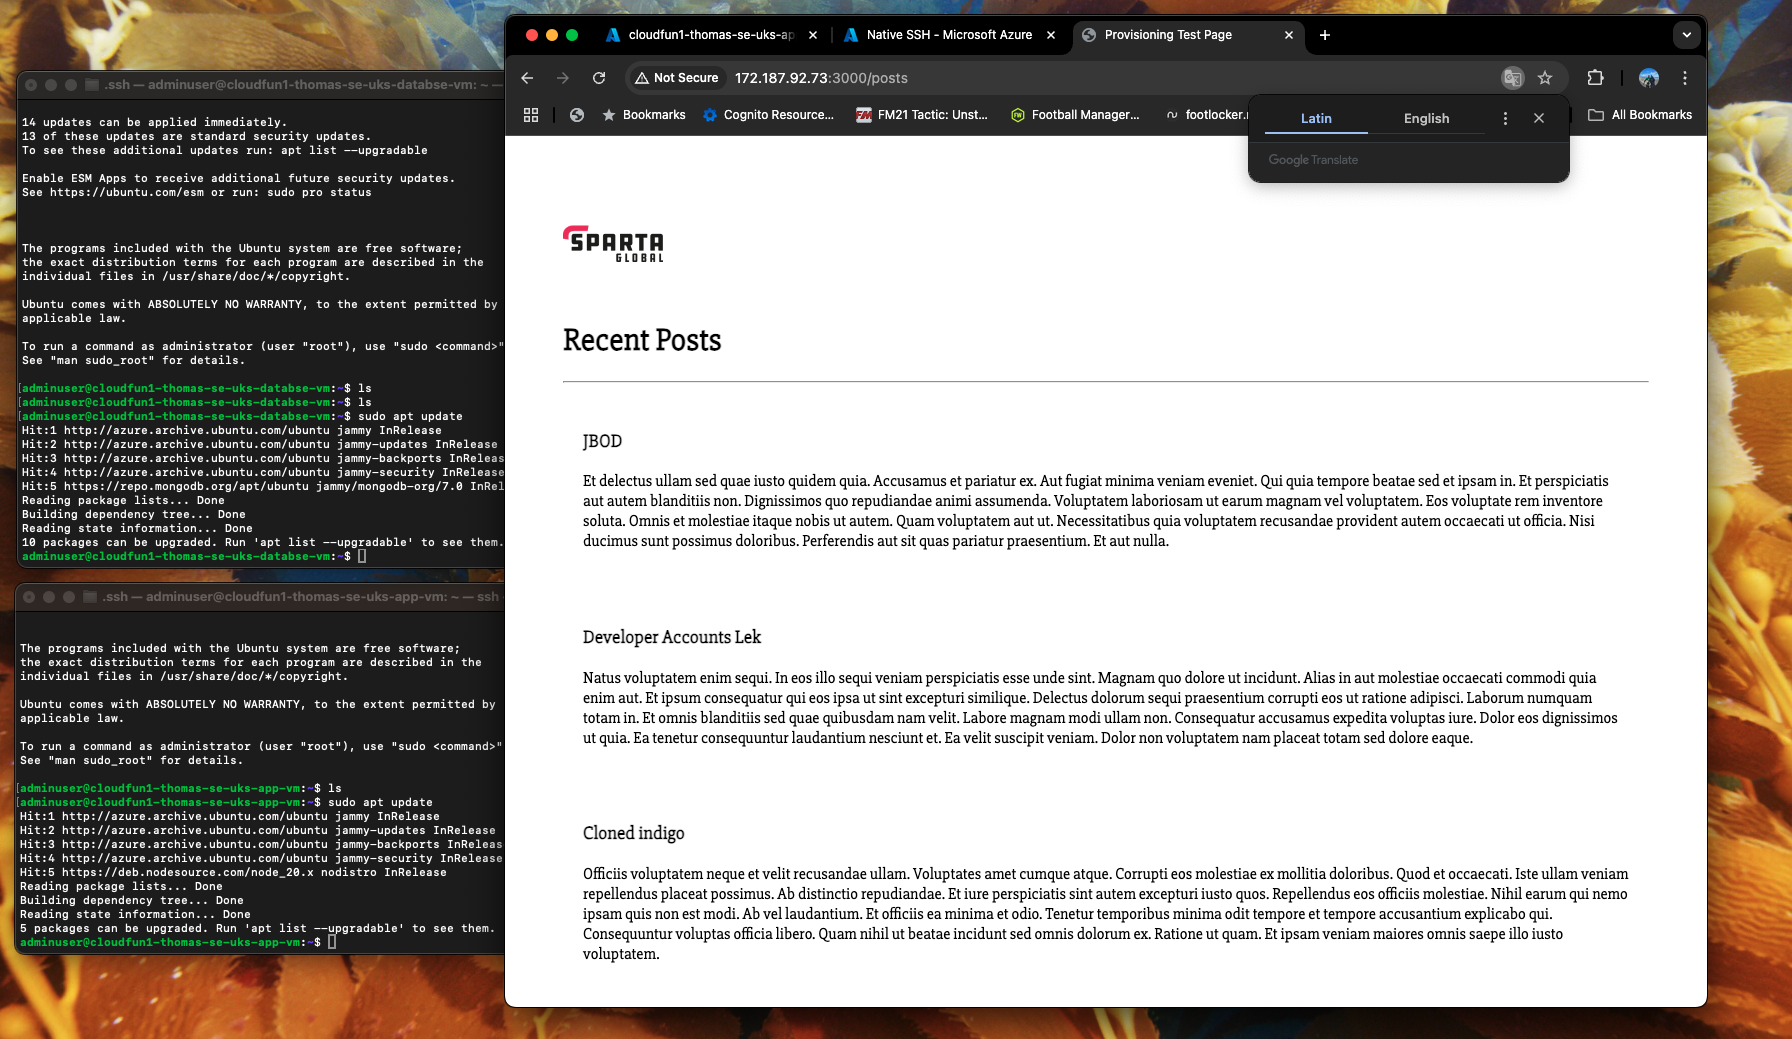 .ssh — adminuser@cloudfun1-thomas-se-uks-databse-vm: ~ —
14 updates can be applied immediately.
13 of these updates are standard security updates.
To see these additional updates run: apt list --upgradable
Enable ESM Apps to receive additional future security updates.
See https://ubuntu.com/esm or run: sudo pro status
The programs included with the Ubuntu system are free software;
the exact distribution terms for each program are described in the
individual files in /usr/share/doc/*/copyright.
Ubuntu comes with ABSOLUTELY NO WARRANTY, to the extent permitted by
applicable law.
To run a command as administrator (user "root"), use "sudo <command>"
See "man sudo_root" for details.
[adminuser@cloudfun1-thomas-se-uks-databse-vm:~$ ls
[adminuser@cloudfun1-thomas-se-uks-databse-vm:~$ ls
[adminuser@cloudfun1-thomas-se-uks-databse-vm:~$ sudo apt update
Hit:1 http://azure.archive.ubuntu.com/ubuntu jammy InRelease
Hit:2 http://azure.archive.ubuntu.com/ubuntu jammy-updates InRelease
Hit:3 http://azure.archive.ubuntu.com/ubuntu jammy-backports InReleas
Hit:4 http://azure.archive.ubuntu.com/ubuntu jammy-security InRelease
Hit:5 https://repo.mongodb.org/apt/ubuntu jammy/mongodb-org/7.0 InRel
Reading package lists... Done
Building dependency tree... Done
Reading state information... Done
10 packages can be upgraded. Run 'apt list --upgradable' to see them.
adminuser@cloudfun1-thomas-se-uks-databse-vm:~$
.ssh — adminuser@cloudfun1-thomas-se-uks-app-vm: ~ — ssh
The programs included with the Ubuntu system are free software;
the exact distribution terms for each program are described in the
individual files in /usr/share/doc/*/copyright.
Ubuntu comes with ABSOLUTELY NO WARRANTY, to the extent permitted by
applicable law.
To run a command as administrator (user "root"), use "sudo <command>"
See "man sudo_root" for details.
[adminuser@cloudfun1-thomas-se-uks-app-vm:~$ ls
[adminuser@cloudfun1-thomas-se-uks-app-vm:~$ sudo apt update
Hit:1 http://azure.archive.ubuntu.com/ubuntu jammy InRelease
Hit:2 http://azure.archive.ubuntu.com/ubuntu jammy-updates InRelease
Hit:3 http://azure.archive.ubuntu.com/ubuntu jammy-backports InReleas
Hit:4 http://azure.archive.ubuntu.com/ubuntu jammy-security InRelease
Hit:5 https://deb.nodesource.com/node_20.x nodistro InRelease
Reading package lists... Done
Building dependency tree... Done
Reading state information... Done
5 packages can be upgraded. Run 'apt list --upgradable' to see them.
adminuser@cloudfun1-thomas-se-uks-app-vm:~$
cloudfun1-thomas-se-uks-ap
Native SSH - Microsoft Azure
Provisioning Test Page
Not Secure 172.187.92.73:3000/posts
Bookmarks
Cognito Resource...
FM21 Tactic: Unst...
Football Manager...
footlocker.
All Bookmarks
Latin English
Google Translate
SPARTA
GLOBAL
Recent Posts
JBOD
Et delectus ullam sed quae iusto quidem quia. Accusamus et pariatur ex. Aut fugiat minima veniam eveniet. Qui quia tempore beatae sed et ipsam in. Et perspiciatis
aut autem blanditiis non. Dignissimos quo repudiandae animi assumenda. Voluptatem laboriosam ut earum magnam vel voluptatem. Eos voluptate rem inventore
soluta. Omnis et molestiae itaque nobis ut autem. Quam voluptatem aut ut. Necessitatibus quia voluptatem recusandae provident autem occaecati ut officia. Nisi
ducimus sunt possimus doloribus. Perferendis aut sit quas pariatur praesentium. Et aut nulla.
Developer Accounts Lek
Natus voluptatem enim sequi. In eos illo sequi veniam perspiciatis esse unde sint. Magnam quo dolore ut incidunt. Alias in aut molestiae occaecati commodi quia
enim aut. Et ipsum consequatur qui eos ipsa ut sint excepturi similique. Delectus dolorum sequi praesentium corrupti eos ut ratione adipisci. Laborum numquam
totam in. Et omnis blanditiis sed quae quibusdam nam velit. Labore magnam modi ullam non. Consequatur accusamus expedita voluptas iure. Dolor eos dignissimos
ut quia. Ea tenetur consequuntur laudantium nesciunt et. Ea velit suscipit veniam. Dolor non voluptatem nam placeat totam sed dolore eaque.
Cloned indigo
Officiis voluptatem neque et velit recusandae ullam. Voluptates amet cumque atque. Corrupti eos molestiae ex mollitia doloribus. Quod et occaecati. Iste ullam veniam
repellendus placeat possimus. Ab distinctio repudiandae. Et iure perspiciatis sint autem excepturi iusto quos. Repellendus eos officiis molestiae. Nihil earum qui nemo
ipsam quis non est modi. Ab vel laudantium. Et officiis ea minima et odio. Tenetur temporibus minima odit tempore et tempore accusantium explicabo qui.
Consequuntur voluptas officia libero. Quam nihil ut beatae incidunt sed omnis dolorum ex. Ratione ut quam. Et ipsam veniam maiores omnis saepe illo iusto
voluptatem.